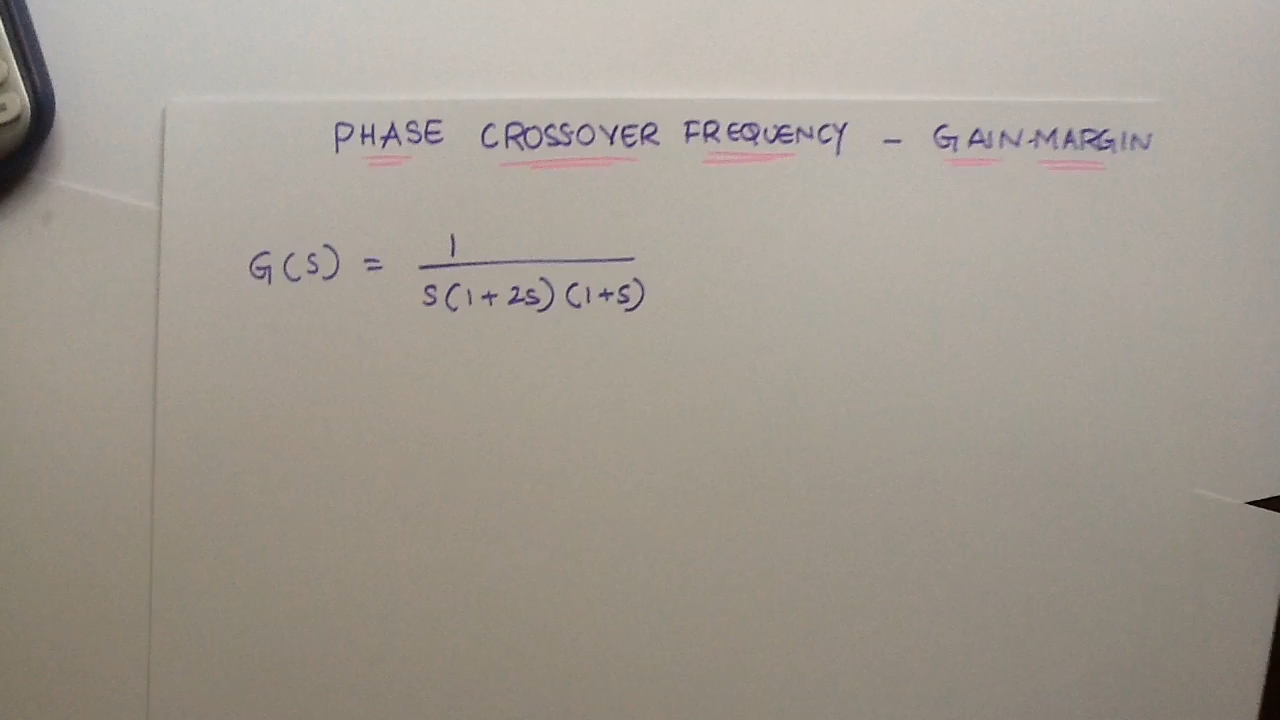 PHASE CROSSOVER FREQUENCY - GAIN-MARGIN
G(S) = 1
S(1+2S)(1+S)